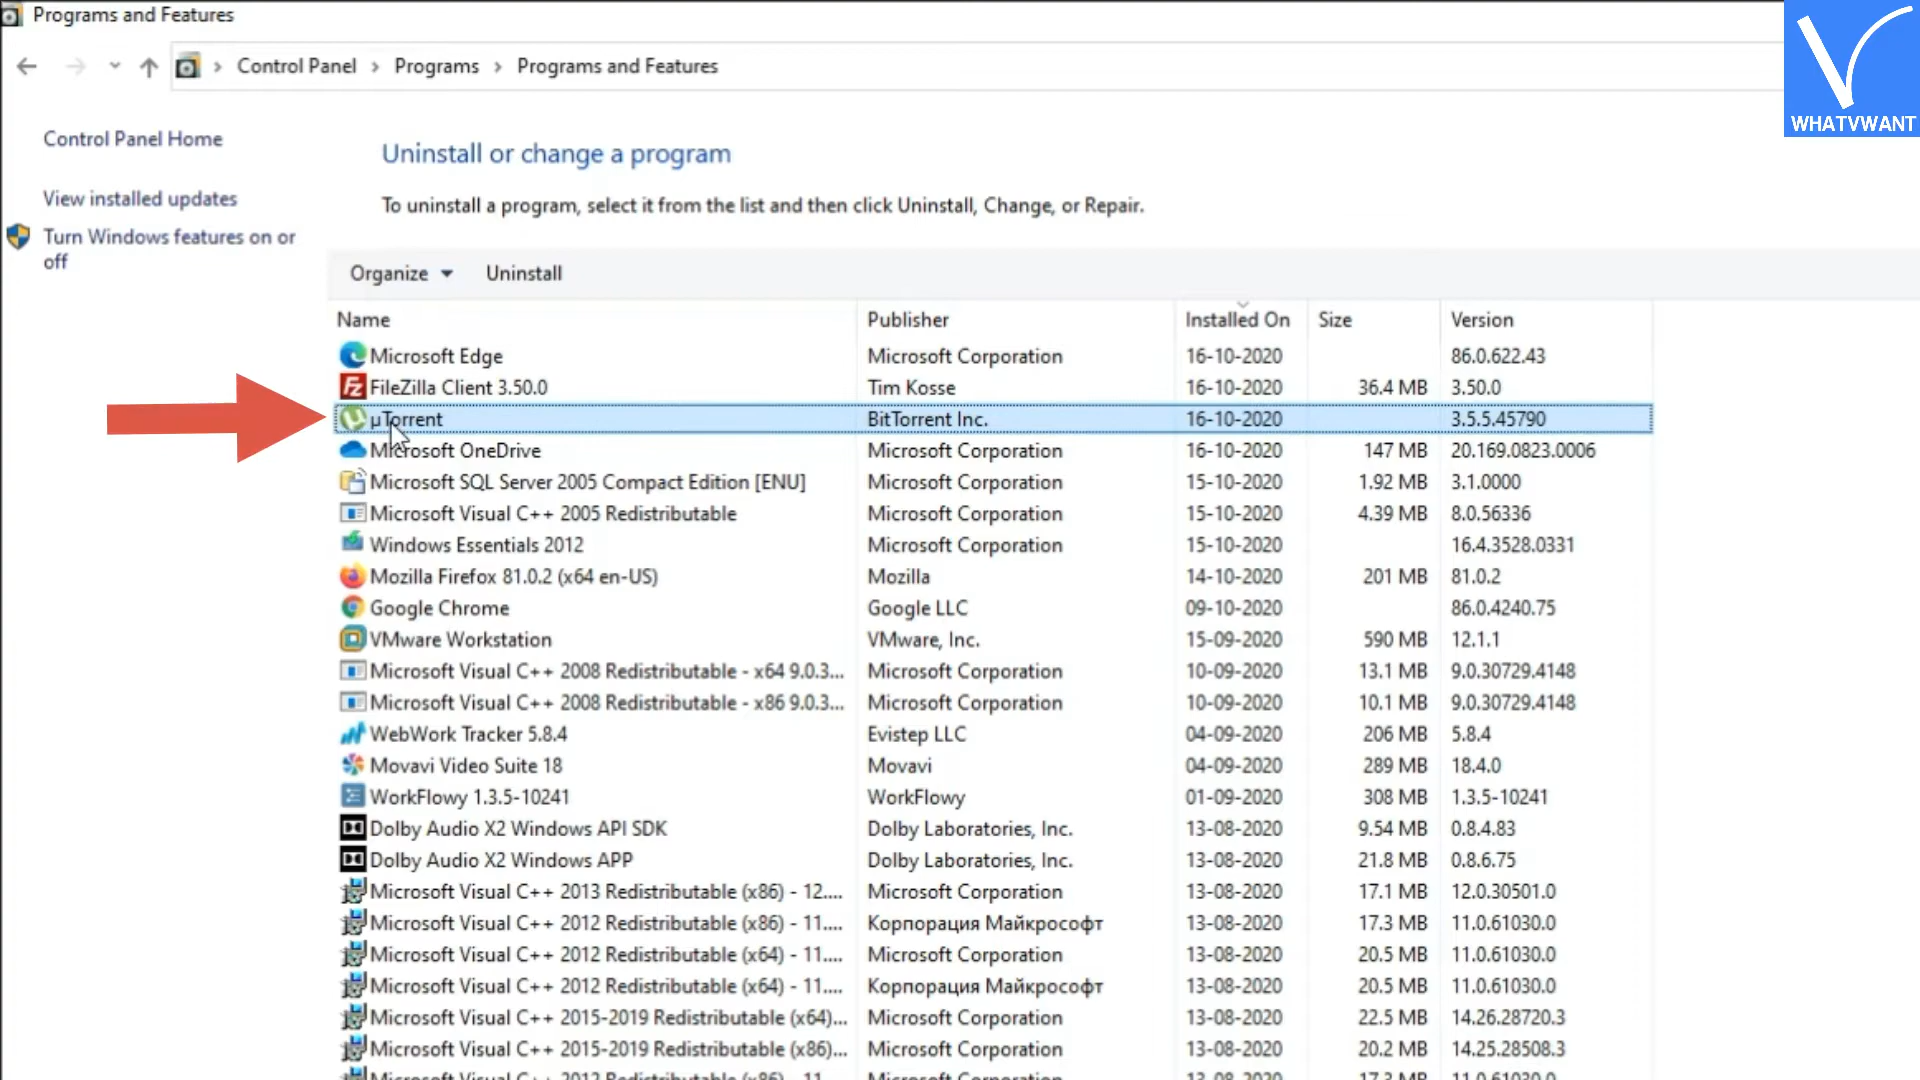 Programs and Features
WHATVWANT
Control Panel > Programs > Programs and Features
Control Panel Home
View installed updates
Turn Windows features on or
off
Uninstall or change a program
To uninstall a program, select it from the list and then click Uninstall, Change, or Repair.
Organize Uninstall
Name Publisher Installed On Size Version
Microsoft Edge Microsoft Corporation 16-10-2020 86.0.622.43
FileZilla Client 3.50.0 Tim Kosse 16-10-2020 36.4 MB 3.50.0
µTorrent BitTorrent Inc. 16-10-2020 3.5.5.45790
Microsoft OneDrive Microsoft Corporation 16-10-2020 147 MB 20.169.0823.0006
Microsoft SQL Server 2005 Compact Edition [ENU] Microsoft Corporation 15-10-2020 1.92 MB 3.1.0000
Microsoft Visual C++ 2005 Redistributable Microsoft Corporation 15-10-2020 4.39 MB 8.0.56336
Windows Essentials 2012 Microsoft Corporation 15-10-2020 16.4.3528.0331
Mozilla Firefox 81.0.2 (x64 en-US) Mozilla 14-10-2020 201 MB 81.0.2
Google Chrome Google LLC 09-10-2020 86.0.4240.75
VMware Workstation VMware, Inc. 15-09-2020 590 MB 12.1.1
Microsoft Visual C++ 2008 Redistributable - x64 9.0.3... Microsoft Corporation 10-09-2020 13.1 MB 9.0.30729.4148
Microsoft Visual C++ 2008 Redistributable - x86 9.0.3... Microsoft Corporation 10-09-2020 10.1 MB 9.0.30729.4148
WebWork Tracker 5.8.4 Evistep LLC 04-09-2020 206 MB 5.8.4
Movavi Video Suite 18 Movavi 04-09-2020 289 MB 18.4.0
WorkFlowy 1.3.5-10241 WorkFlowy 01-09-2020 308 MB 1.3.5-10241
Dolby Audio X2 Windows API SDK Dolby Laboratories, Inc. 13-08-2020 9.54 MB 0.8.4.83
Dolby Audio X2 Windows APP Dolby Laboratories, Inc. 13-08-2020 21.8 MB 0.8.6.75
Microsoft Visual C++ 2013 Redistributable (x86) - 12.... Microsoft Corporation 13-08-2020 17.1 MB 12.0.30501.0
Microsoft Visual C++ 2012 Redistributable (x86) - 11.... Корпорация Майкрософт 13-08-2020 17.3 MB 11.0.61030.0
Microsoft Visual C++ 2012 Redistributable (x64) - 11.... Microsoft Corporation 13-08-2020 20.5 MB 11.0.61030.0
Microsoft Visual C++ 2012 Redistributable (x64) - 11.... Корпорация Майкрософт 13-08-2020 20.5 MB 11.0.61030.0
Microsoft Visual C++ 2015-2019 Redistributable (x64)... Microsoft Corporation 13-08-2020 22.5 MB 14.26.28720.3
Microsoft Visual C++ 2015-2019 Redistributable (x86)... Microsoft Corporation 13-08-2020 20.2 MB 14.25.28508.3
Microsoft Visual C++ 2012 Redistributable (x86) - 11.... Microsoft Corporation 13-08-2020 17.3 MB 11.0.61030.0